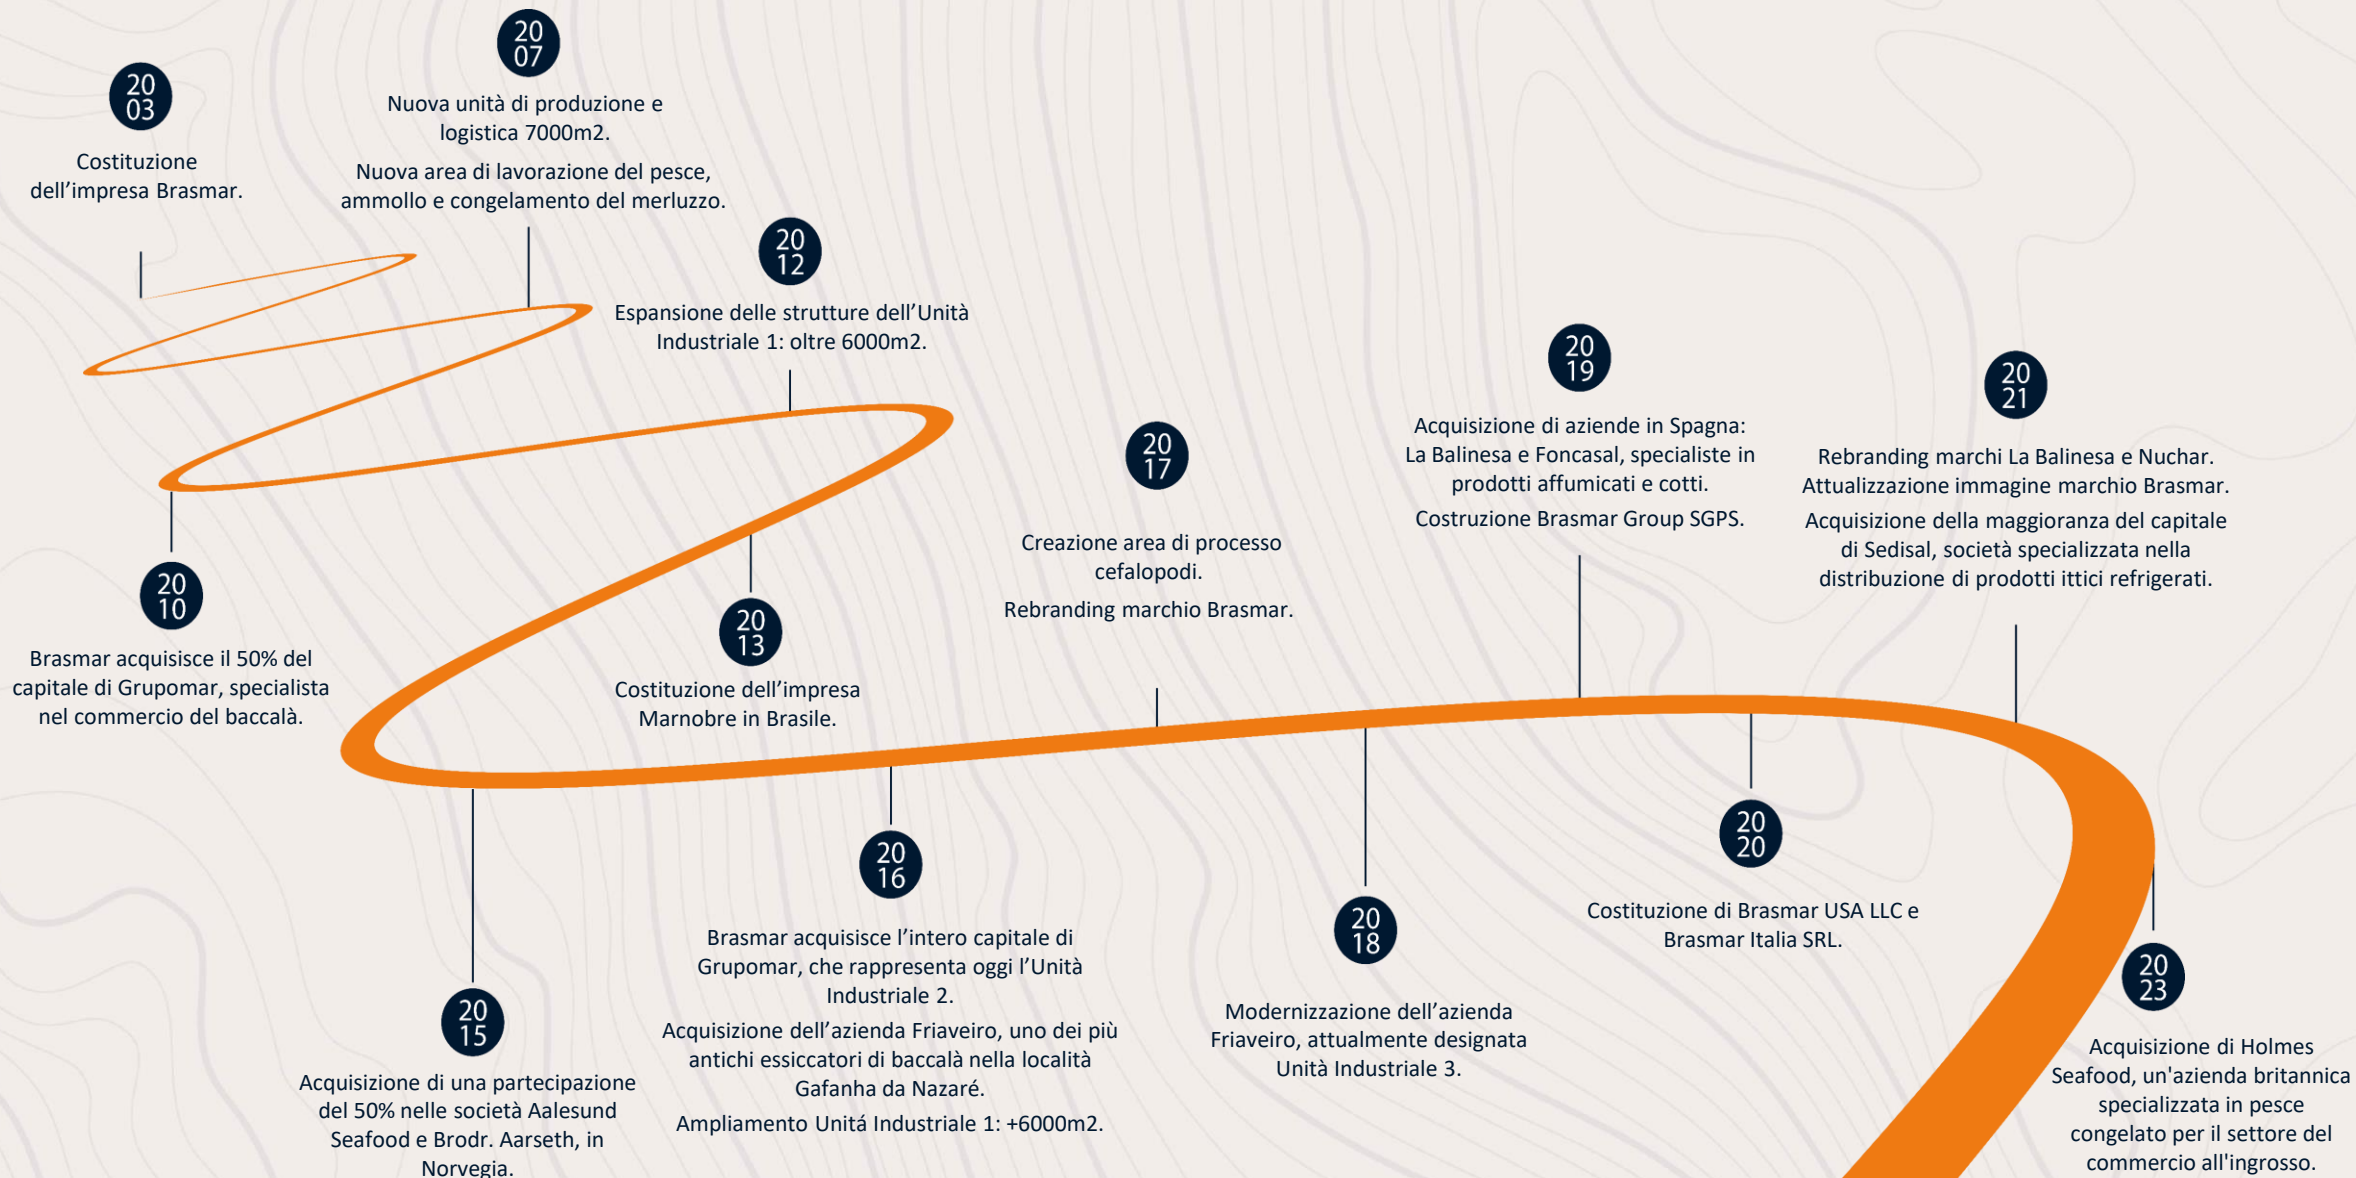 20
03
Costituzione
dell’impresa Brasmar.
20
07
Nuova unità di produzione e
logistica 7000m2.
Nuova area di lavorazione del pesce,
ammollo e congelamento del merluzzo.
20
10
Brasmar acquisisce il 50% del
capitale di Grupomar, specialista
nel commercio del baccalà.
20
12
Espansione delle strutture dell’Unità
Industriale 1: oltre 6000m2.
20
13
Costituzione dell’impresa
Marnobre in Brasile.
20
15
Acquisizione di una partecipazione
del 50% nelle società Aalesund
Seafood e Brodr. Aarseth, in
Norvegia.
20
16
Brasmar acquisisce l’intero capitale di
Grupomar, che rappresenta oggi l’Unità
Industriale 2.
Acquisizione dell’azienda Friaveiro, uno dei più
antichi essiccatori di baccalà nella località
Gafanha da Nazaré.
Ampliamento Unitá Industriale 1: +6000m2.
20
17
Creazione area di processo
cefalopodi.
Rebranding marchio Brasmar.
20
18
Modernizzazione dell’azienda
Friaveiro, attualmente designata
Unità Industriale 3.
20
19
Acquisizione di aziende in Spagna:
La Balinesa e Foncasal, specialiste in
prodotti affumicati e cotti.
Costruzione Brasmar Group SGPS.
20
20
Costituzione di Brasmar USA LLC e
Brasmar Italia SRL.
20
21
Rebranding marchi La Balinesa e Nuchar.
Attualizzazione immagine marchio Brasmar.
Acquisizione della maggioranza del capitale
di Sedisal, società specializzata nella
distribuzione di prodotti ittici refrigerati.
20
23
Acquisizione di Holmes
Seafood, un'azienda britannica
specializzata in pesce
congelato per il settore del
commercio all'ingrosso.